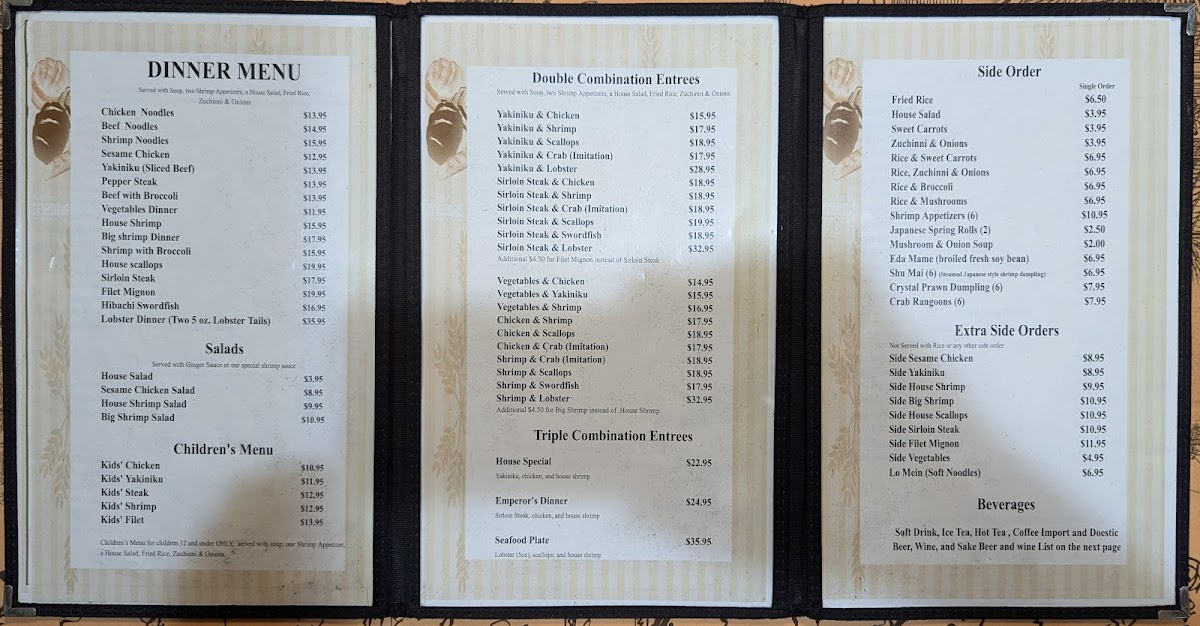 DINNER MENU
Served with Soup, two Shrimp Appetizers, a House Salad, Fried Rice,
Zuchinni & Onions
Chicken Noodles $13.95
Beef Noodles $14.95
Shrimp Noodles $15.95
Sesame Chicken $12.95
Yakiniku (Sliced Beef) $13.95
Pepper Steak $13.95
Beef with Broccoli $13.95
Vegetables Dinner $11.95
House Shrimp $15.95
Big shrimp Dinner $17.95
Shrimp with Broccoli $15.95
House scallops $19.95
Sirloin Steak $17.95
Filet Mignon $19.95
Hibachi Swordfish $16.95
Lobster Dinner (Two 5 oz. Lobster Tails) $35.95
Salads
Served with Ginger Sauce or our special shrimp sauce
House Salad $3.95
Sesame Chicken Salad $8.95
House Shrimp Salad $9.95
Big Shrimp Salad $10.95
Children's Menu
Kids' Chicken $10.95
Kids' Yakiniku $11.95
Kids' Steak $12.95
Kids' Shrimp $12.95
Kids' Filet $13.95
Children's Menu for children 12 and under ONLY, served with soup, one Shrimp Appetizer,
a House Salad, Fried Rice, Zuchinni & Onions.
Double Combination Entrees
Served with Soup, two Shrimp Appetizers, a House Salad, Fried Rice, Zuchinni & Onions
Yakiniku & Chicken $15.95
Yakiniku & Shrimp $17.95
Yakiniku & Scallops $18.95
Yakiniku & Crab (Imitation) $17.95
Yakiniku & Lobster $28.95
Sirloin Steak & Chicken $18.95
Sirloin Steak & Shrimp $18.95
Sirloin Steak & Crab (Imitation) $18.95
Sirloin Steak & Scallops $19.95
Sirloin Steak & Swordfish $18.95
Sirloin Steak & Lobster $32.95
Additional $4.50 for Filet Mignon instead of Sirloin Steak
Vegetables & Chicken $14.95
Vegetables & Yakiniku $15.95
Vegetables & Shrimp $16.95
Chicken & Shrimp $17.95
Chicken & Scallops $18.95
Chicken & Crab (Imitation) $17.95
Shrimp & Crab (Imitation) $18.95
Shrimp & Scallops $18.95
Shrimp & Swordfish $17.95
Shrimp & Lobster $32.95
Additional $4.50 for Big Shrimp instead of House Shrimp.
Triple Combination Entrees
House Special $22.95
Yakiniku, chicken, and house shrimp
Emperor's Dinner $24.95
Sirloin Steak, chicken, and house shrimp
Seafood Plate $35.95
Lobster (5oz), scallops, and house shrimp
Side Order
Single Order
Fried Rice $6.50
House Salad $3.95
Sweet Carrots $3.95
Zuchinni & Onions $3.95
Rice & Sweet Carrots $6.95
Rice, Zuchinni & Onions $6.95
Rice & Broccoli $6.95
Rice & Mushrooms $6.95
Shrimp Appetizers (6) $10.95
Japanese Spring Rolls (2) $2.50
Mushroom & Onion Soup $2.00
Eda Mame (broiled fresh soy bean) $6.95
Shu Mai (6) (Steamed Japanese style shrimp dumpling) $6.95
Crystal Prawn Dumpling (6) $7.95
Crab Rangoons (6) $7.95
Extra Side Orders
Not Served with Rice or any other side order
Side Sesame Chicken $8.95
Side Yakiniku $8.95
Side House Shrimp $9.95
Side Big Shrimp $10.95
Side House Scallops $10.95
Side Sirloin Steak $10.95
Side Filet Mignon $11.95
Side Vegetables $4.95
Lo Mein (Soft Noodles) $6.95
Beverages
Soft Drink, Ice Tea, Hot Tea , Coffee Import and Doestic
Beer, Wine, and Sake Beer and wine List on the next page